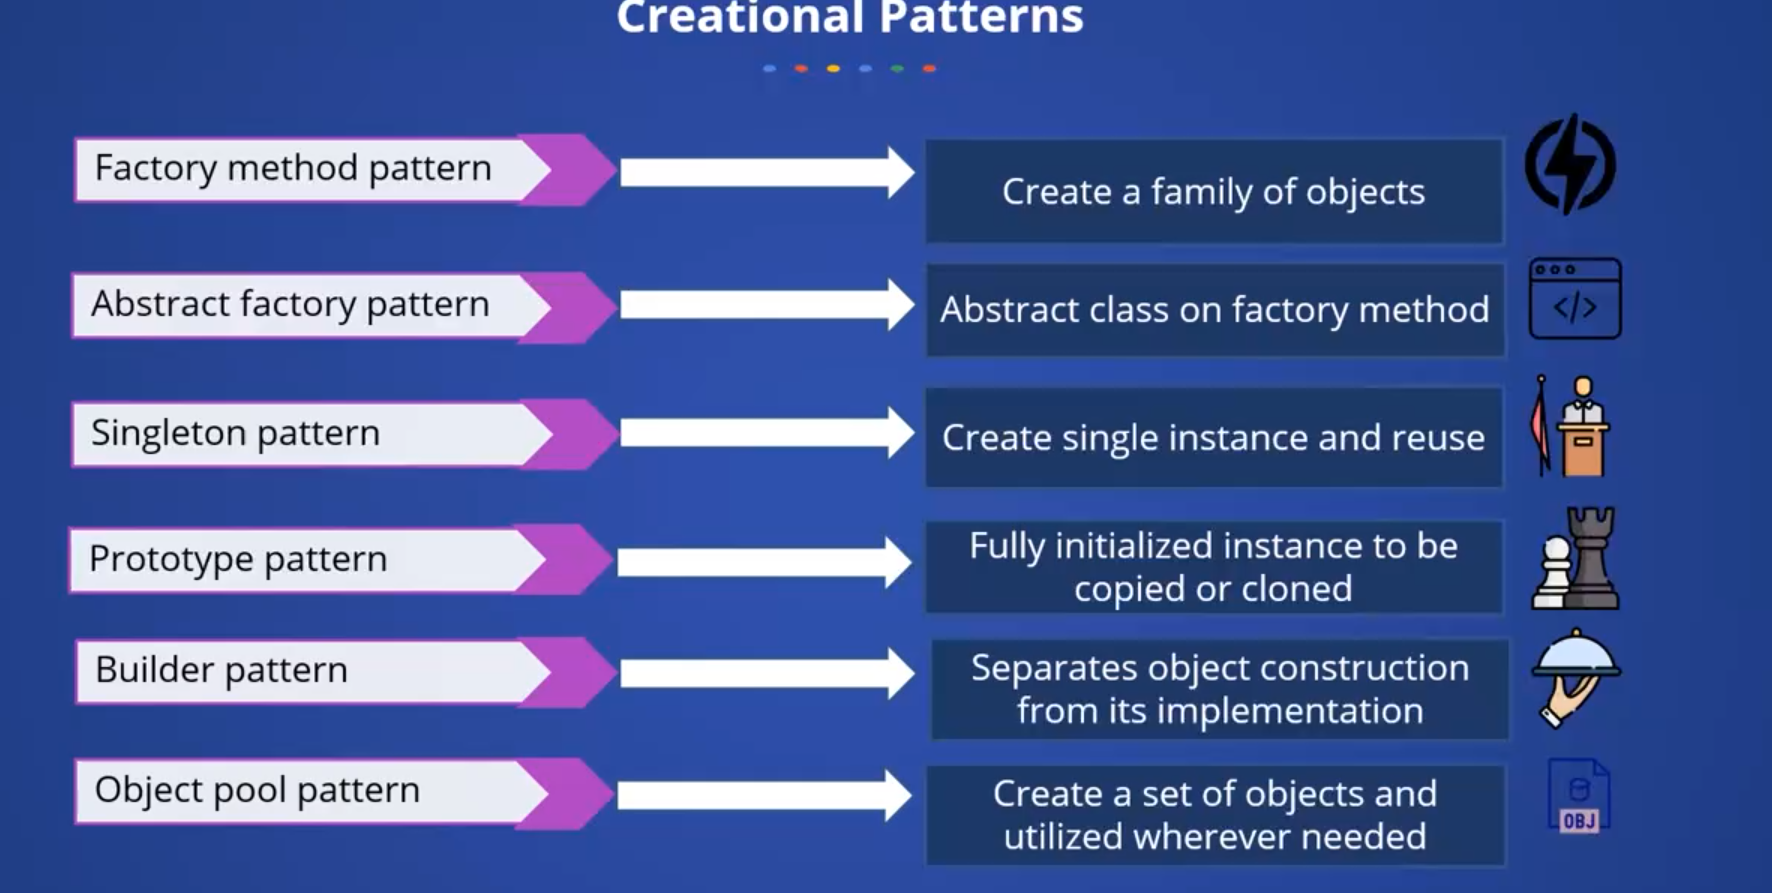 Creational Patterns
Factory method pattern
Create a family of objects
Abstract factory pattern
Abstract class on factory method
</>
Singleton pattern
Create single instance and reuse
Prototype pattern
Fully initialized instance to be
copied or cloned
Builder pattern
Separates object construction
from its implementation
Object pool pattern
Create a set of objects and
utilized wherever needed
OBJ